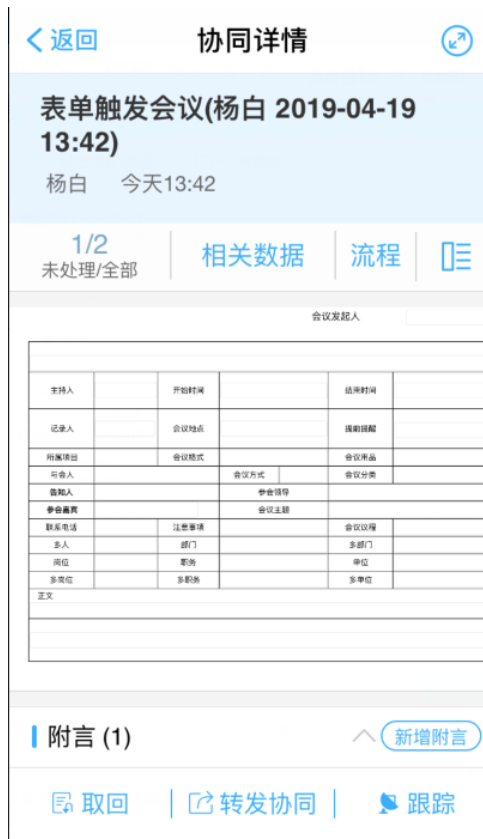 返回 协同详情
表单触发会议(杨白 2019-04-19
13:42)
杨白 今天13:42
1/2 相关数据 流程
未处理/全部
会议发起人
主持人 开始时间 结束时间
记录人 会议地点 提前提醒
所属项目 会议格式 会议用品
与会人 会议方式 会议分类
告知人 参会领导
参会嘉宾 会议主题
联系电话 注意事项 会议议程
多人 部门 多部门
岗位 职务 单位
多岗位 多职务 多单位
正文
附言 (1) 新增附言
取回 转发协同 跟踪